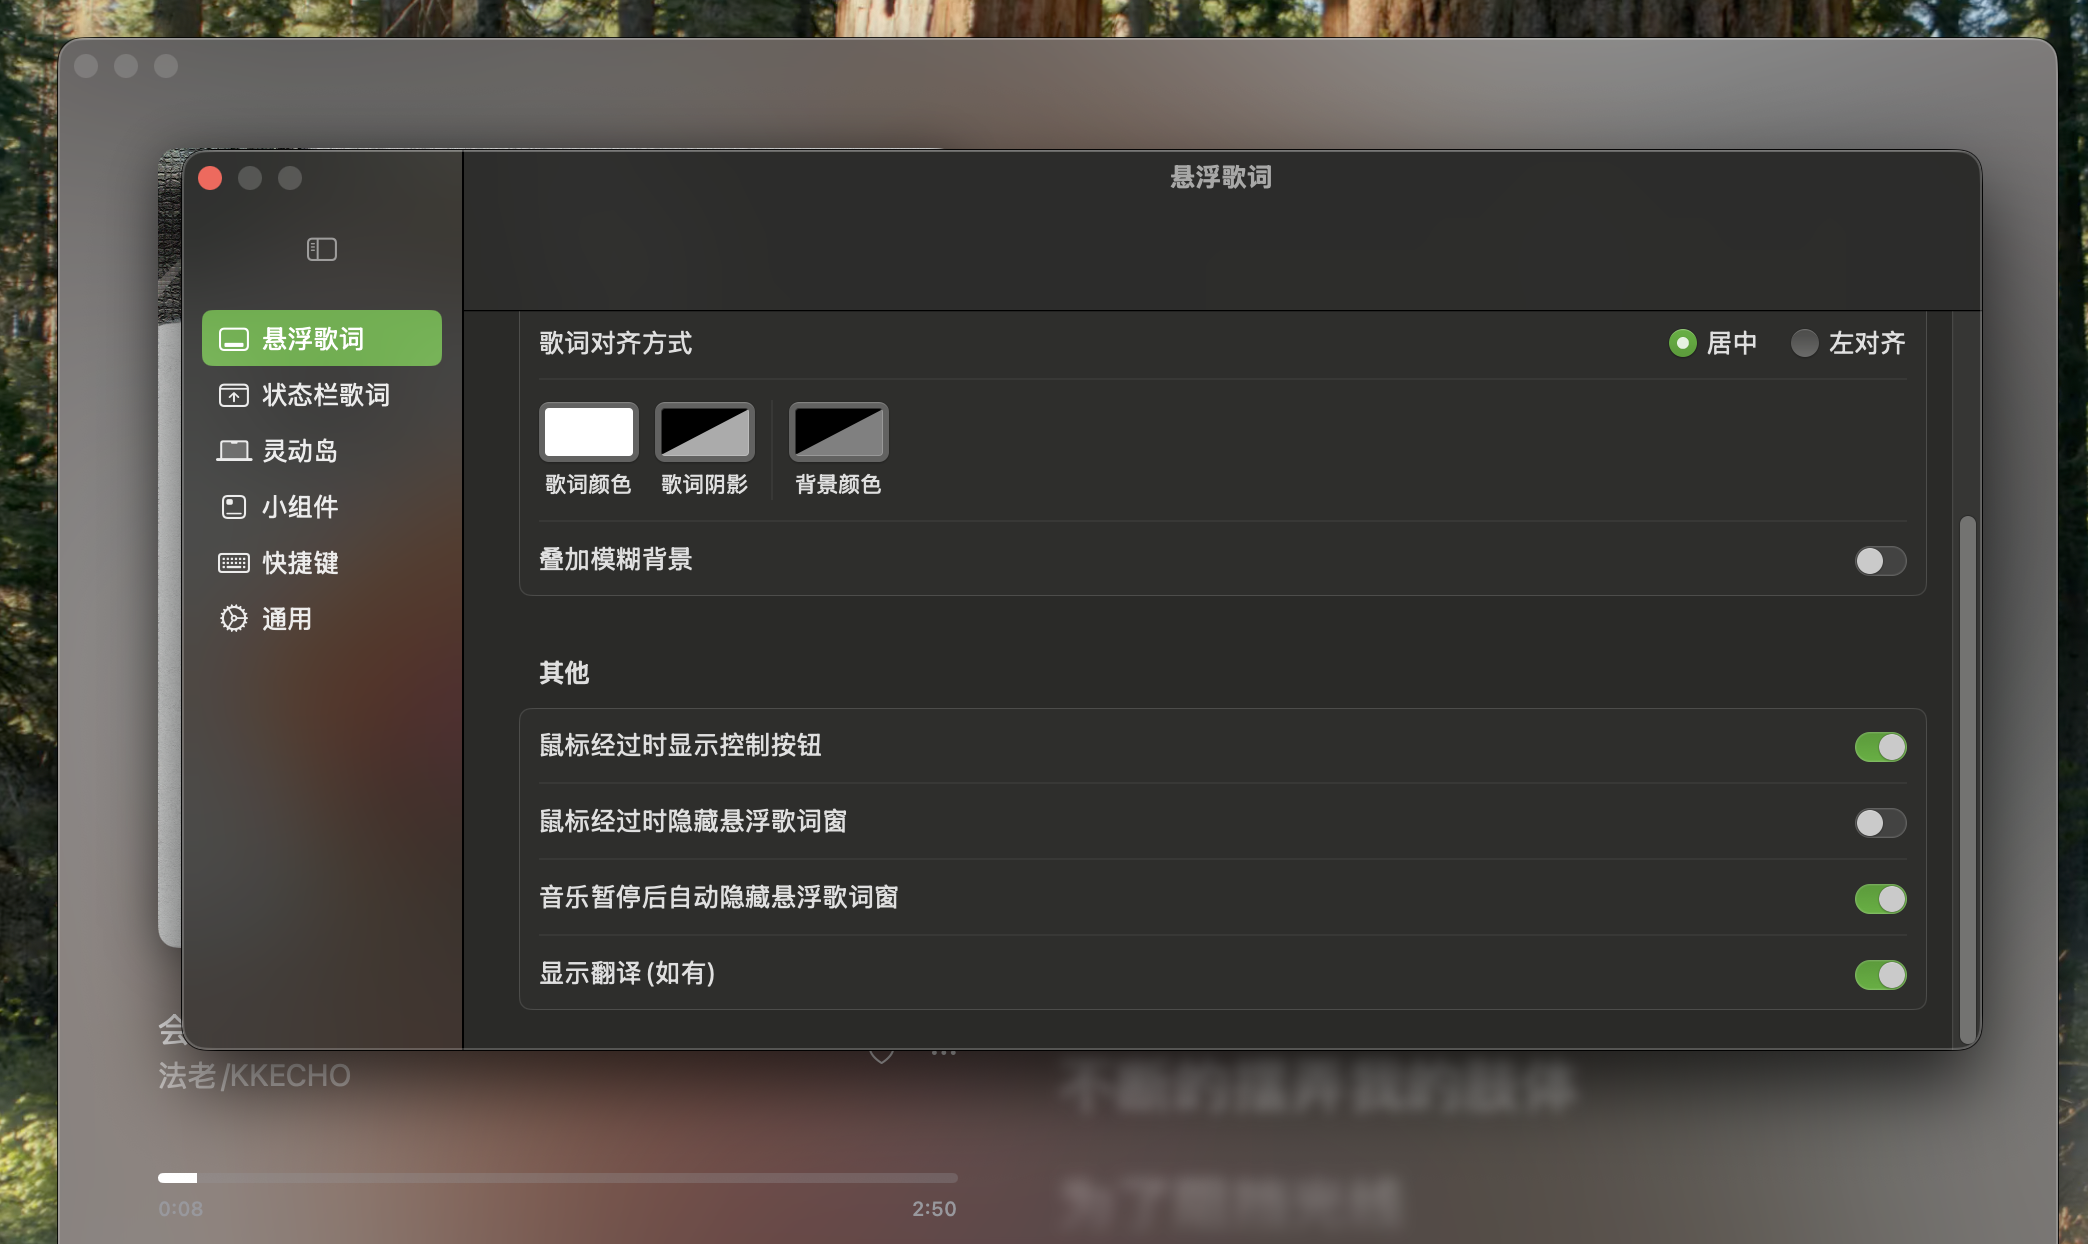 悬浮歌词
悬浮歌词
状态栏歌词
灵动岛
小组件
快捷键
通用
歌词对齐方式
居中
左对齐
歌词颜色
歌词阴影
背景颜色
叠加模糊背景
其他
鼠标经过时显示控制按钮
鼠标经过时隐藏悬浮歌词窗
音乐暂停后自动隐藏悬浮歌词窗
显示翻译 (如有)
会
法老/KKECHO
0:08
2:50